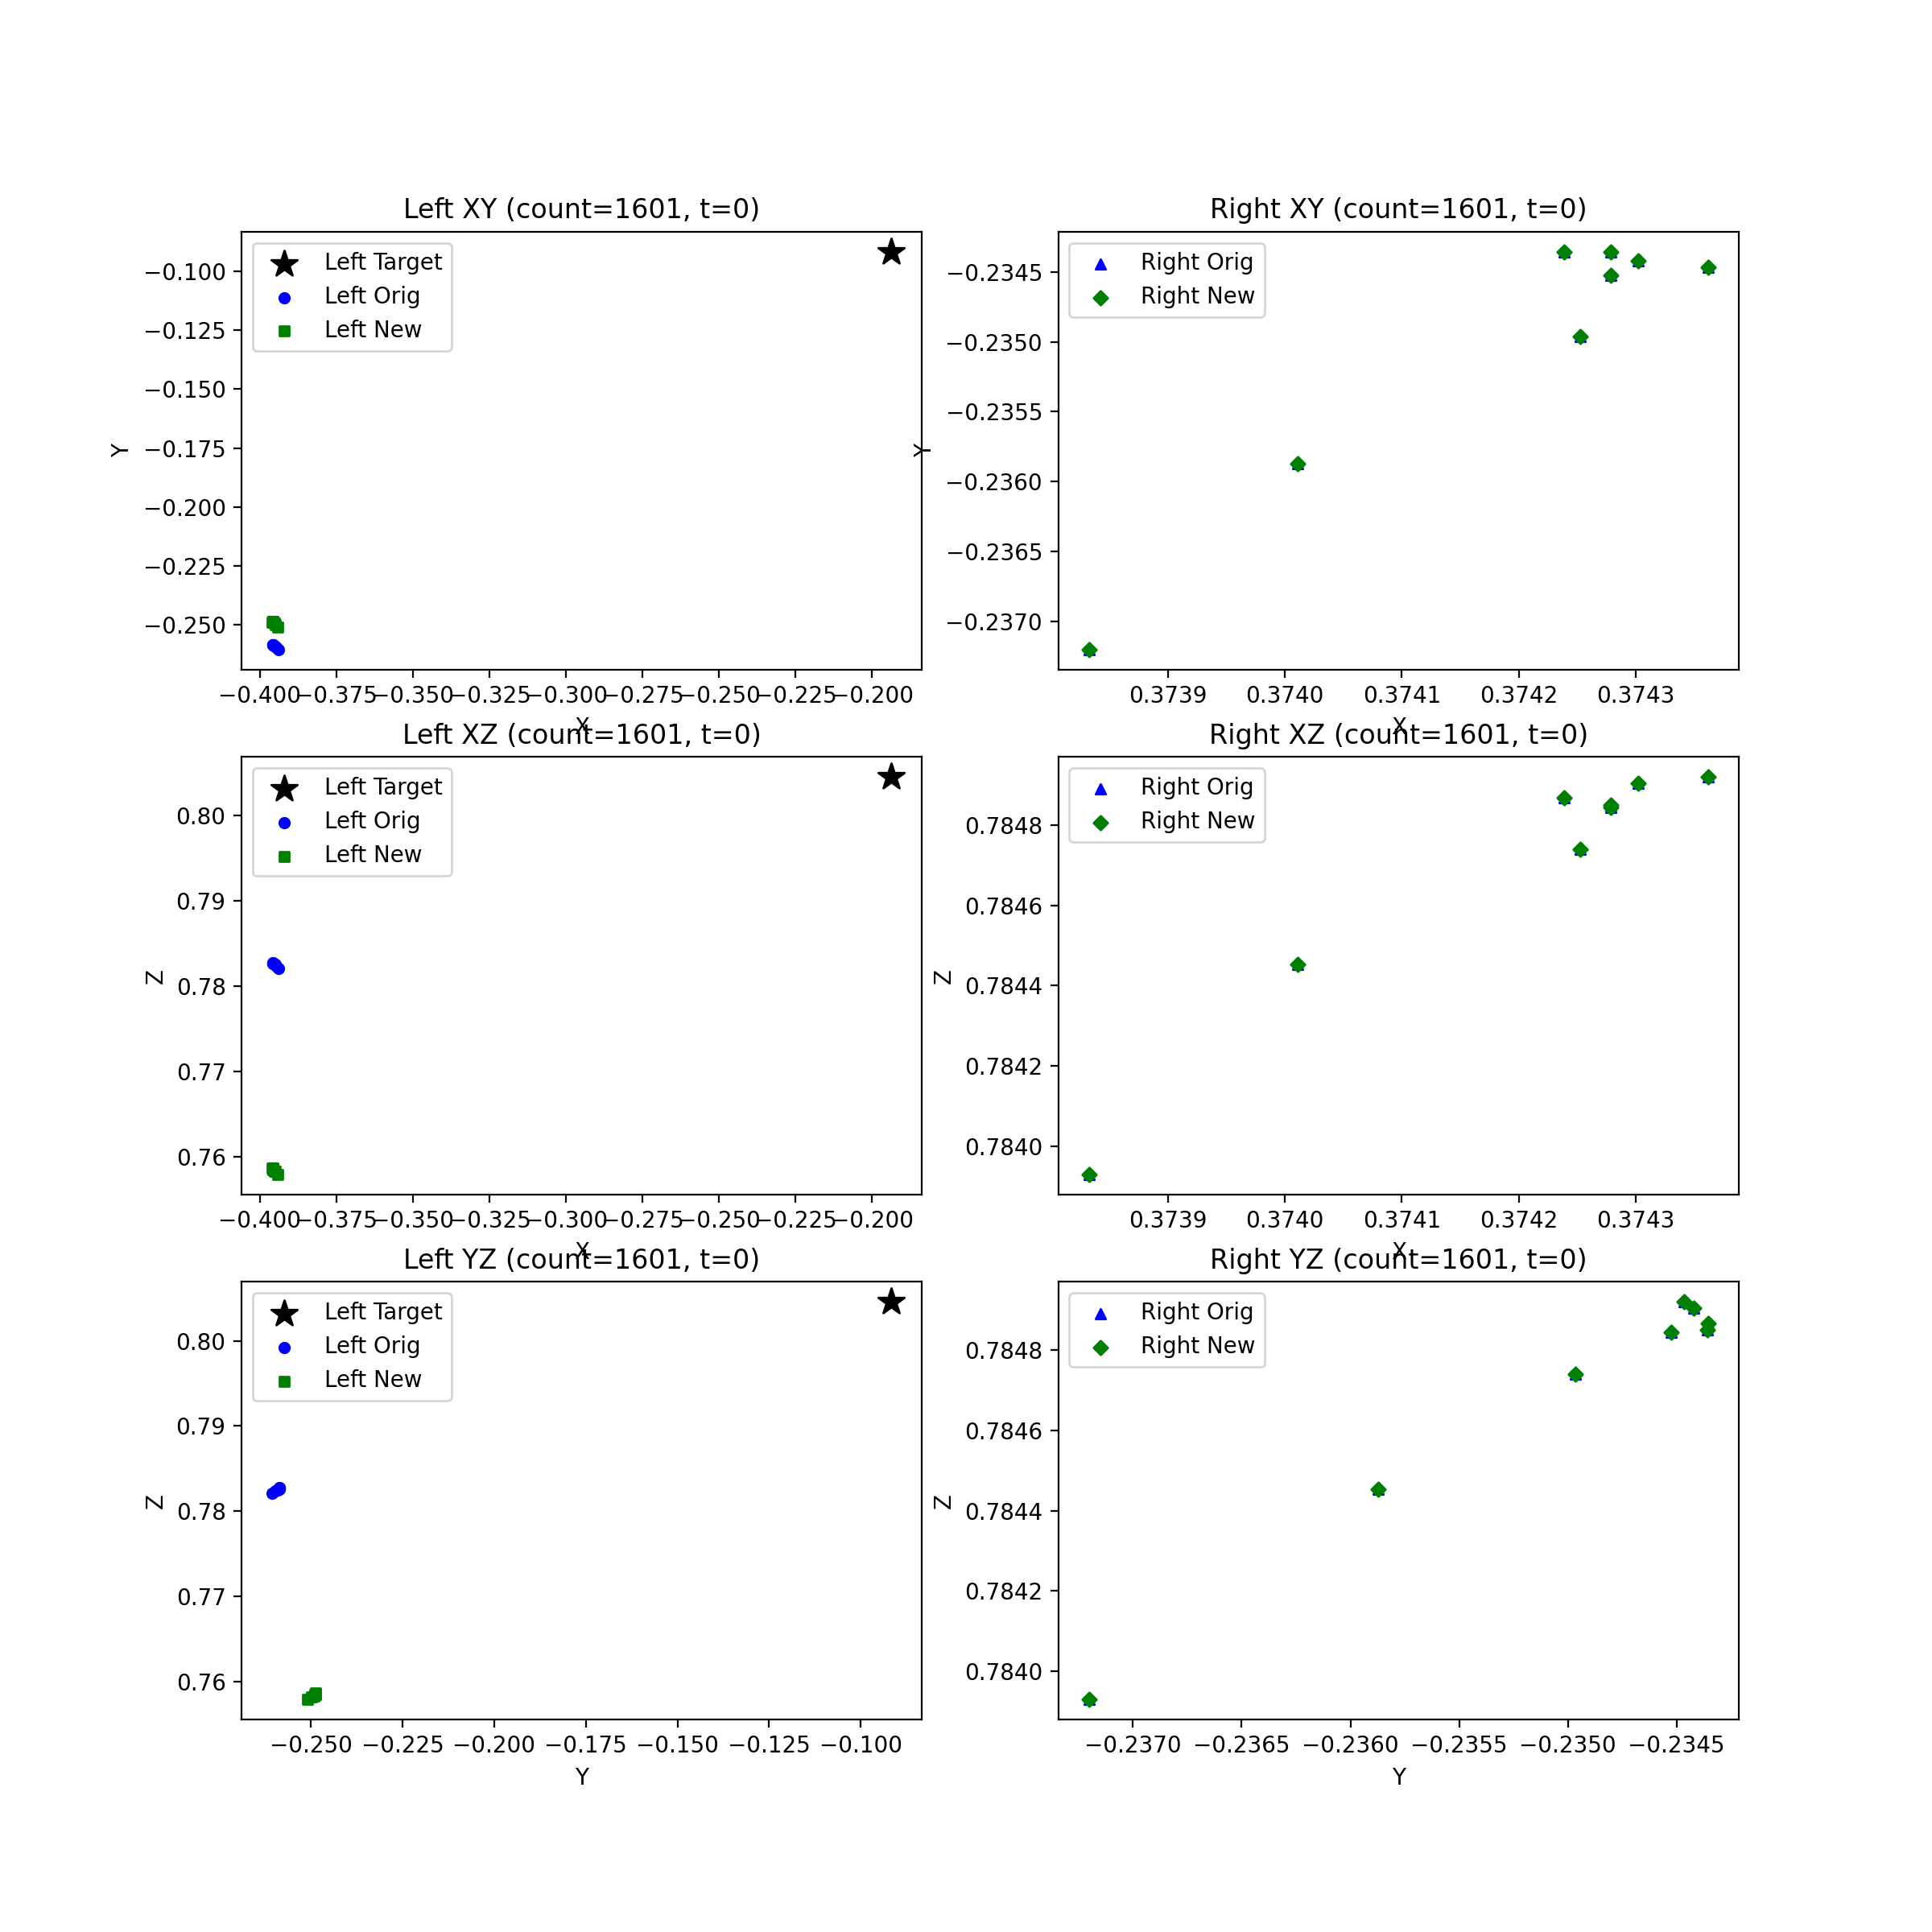 Left XY (count=1601, t=0)
Left Target
Left Orig
Left New
−0.100
−0.125
−0.150
−0.175
−0.200
−0.225
−0.250
Y
−0.400 −0.375 −0.350 −0.325 −0.300 −0.275 −0.250 −0.225 −0.200
X
Right XY (count=1601, t=0)
Right Orig
Right New
−0.2345
−0.2350
−0.2355
−0.2360
−0.2365
−0.2370
Y
0.3739 0.3740 0.3741 0.3742 0.3743
X
Left XZ (count=1601, t=0)
Left Target
Left Orig
Left New
0.80
0.79
0.78
0.77
0.76
Z
−0.400 −0.375 −0.350 −0.325 −0.300 −0.275 −0.250 −0.225 −0.200
X
Right XZ (count=1601, t=0)
Right Orig
Right New
0.7848
0.7846
0.7844
0.7842
0.7840
Z
0.3739 0.3740 0.3741 0.3742 0.3743
X
Left YZ (count=1601, t=0)
Left Target
Left Orig
Left New
0.80
0.79
0.78
0.77
0.76
Z
−0.250 −0.225 −0.200 −0.175 −0.150 −0.125 −0.100
Y
Right YZ (count=1601, t=0)
Right Orig
Right New
0.7848
0.7846
0.7844
0.7842
0.7840
Z
−0.2370 −0.2365 −0.2360 −0.2355 −0.2350 −0.2345
Y